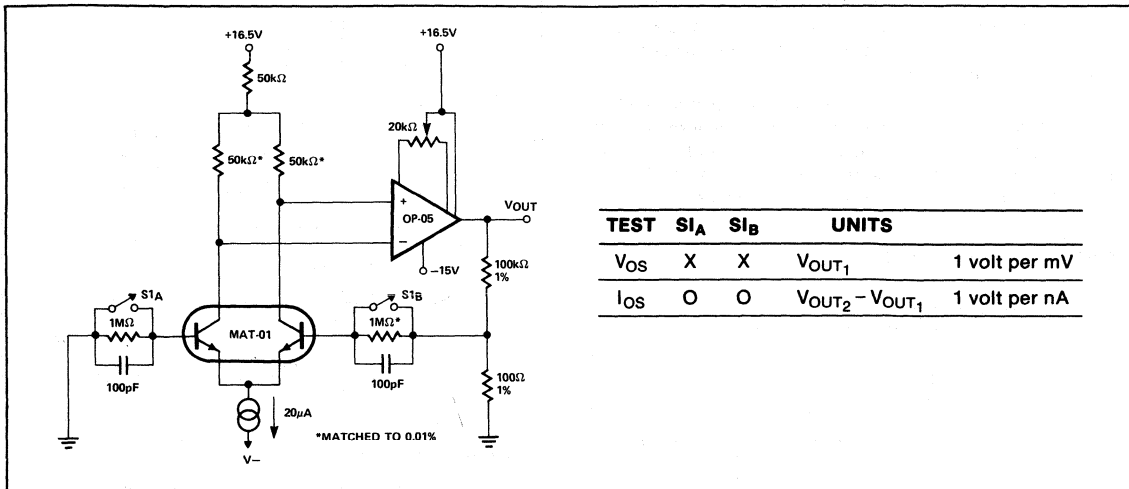 +16.5V
+16.5V
50kΩ
20kΩ
50kΩ*
50kΩ*
+
OP-05
−
VOUT
−15V
100kΩ
1%
S1A
S1B
1MΩ
MAT-01
1MΩ*
100pF
100pF
100Ω
1%
20μA
*MATCHED TO 0.01%
V−
TEST SIA SIB UNITS
VOS X X VOUT1 1 volt per mV
IOS O O VOUT2 − VOUT1 1 volt per nA